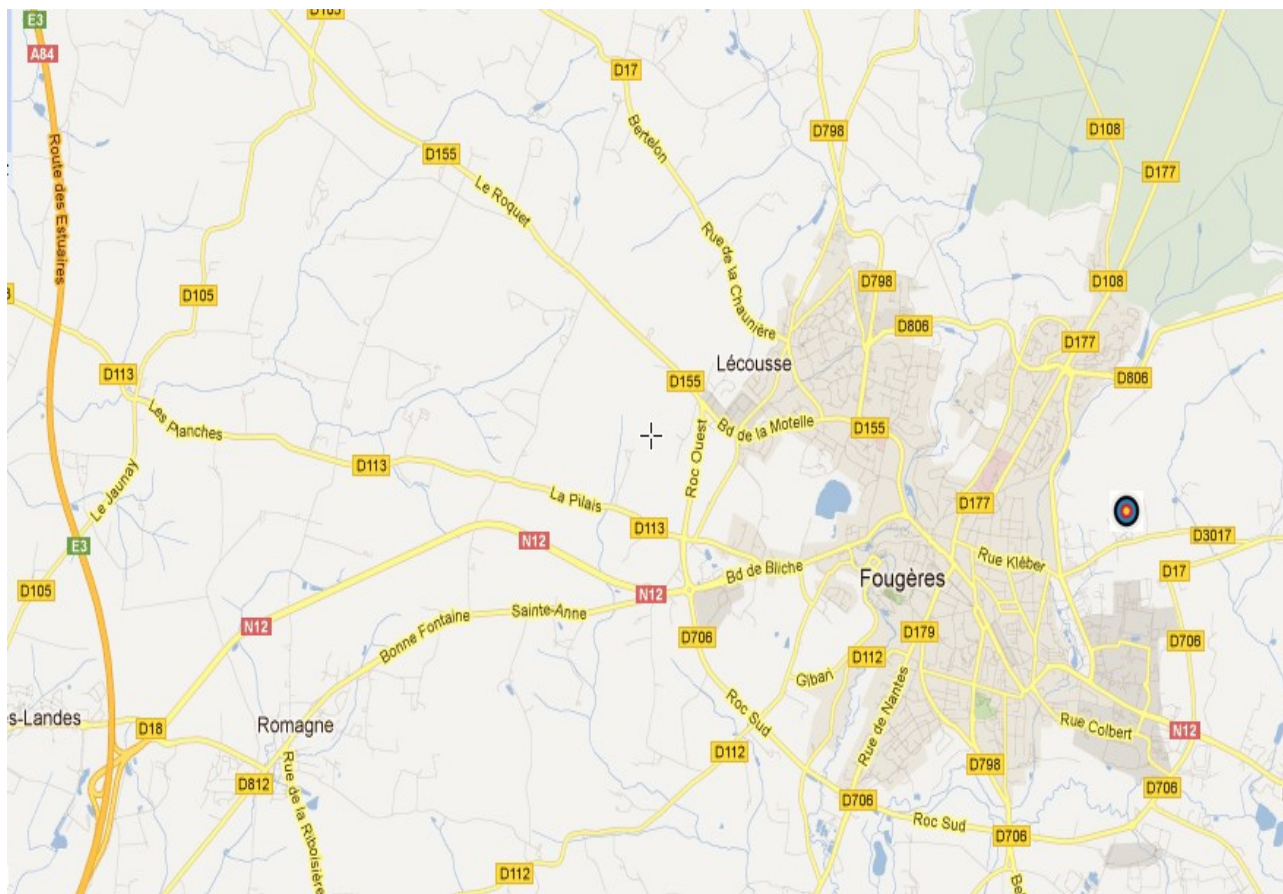 E3
D105
A84
D17
D798
D108
Bertelon
Route des Estuaires
D155
D177
Le Roquet
Rue de la Chaunière
D798
D108
D105
D806
D177
Lécousse
D113
D155
D806
Les Planches
Bd de la Motelle
D155
D113
Roc Ouest
Le Jaunay
La Pilais
D177
D113
D3017
E3
N12
Rue Kléber
Bd de Bliche
D17
Fougères
D105
N12
Sainte-Anne
N12
D706
D179
D706
Bonne Fontaine
D112
Giban
s-Landes
D18
Romagne
Roc Sud
Rue de Nantes
Rue Colbert
N12
D112
D798
D812
Rue de la Riboisière
D706
D706
Roc Sud
D706
D112